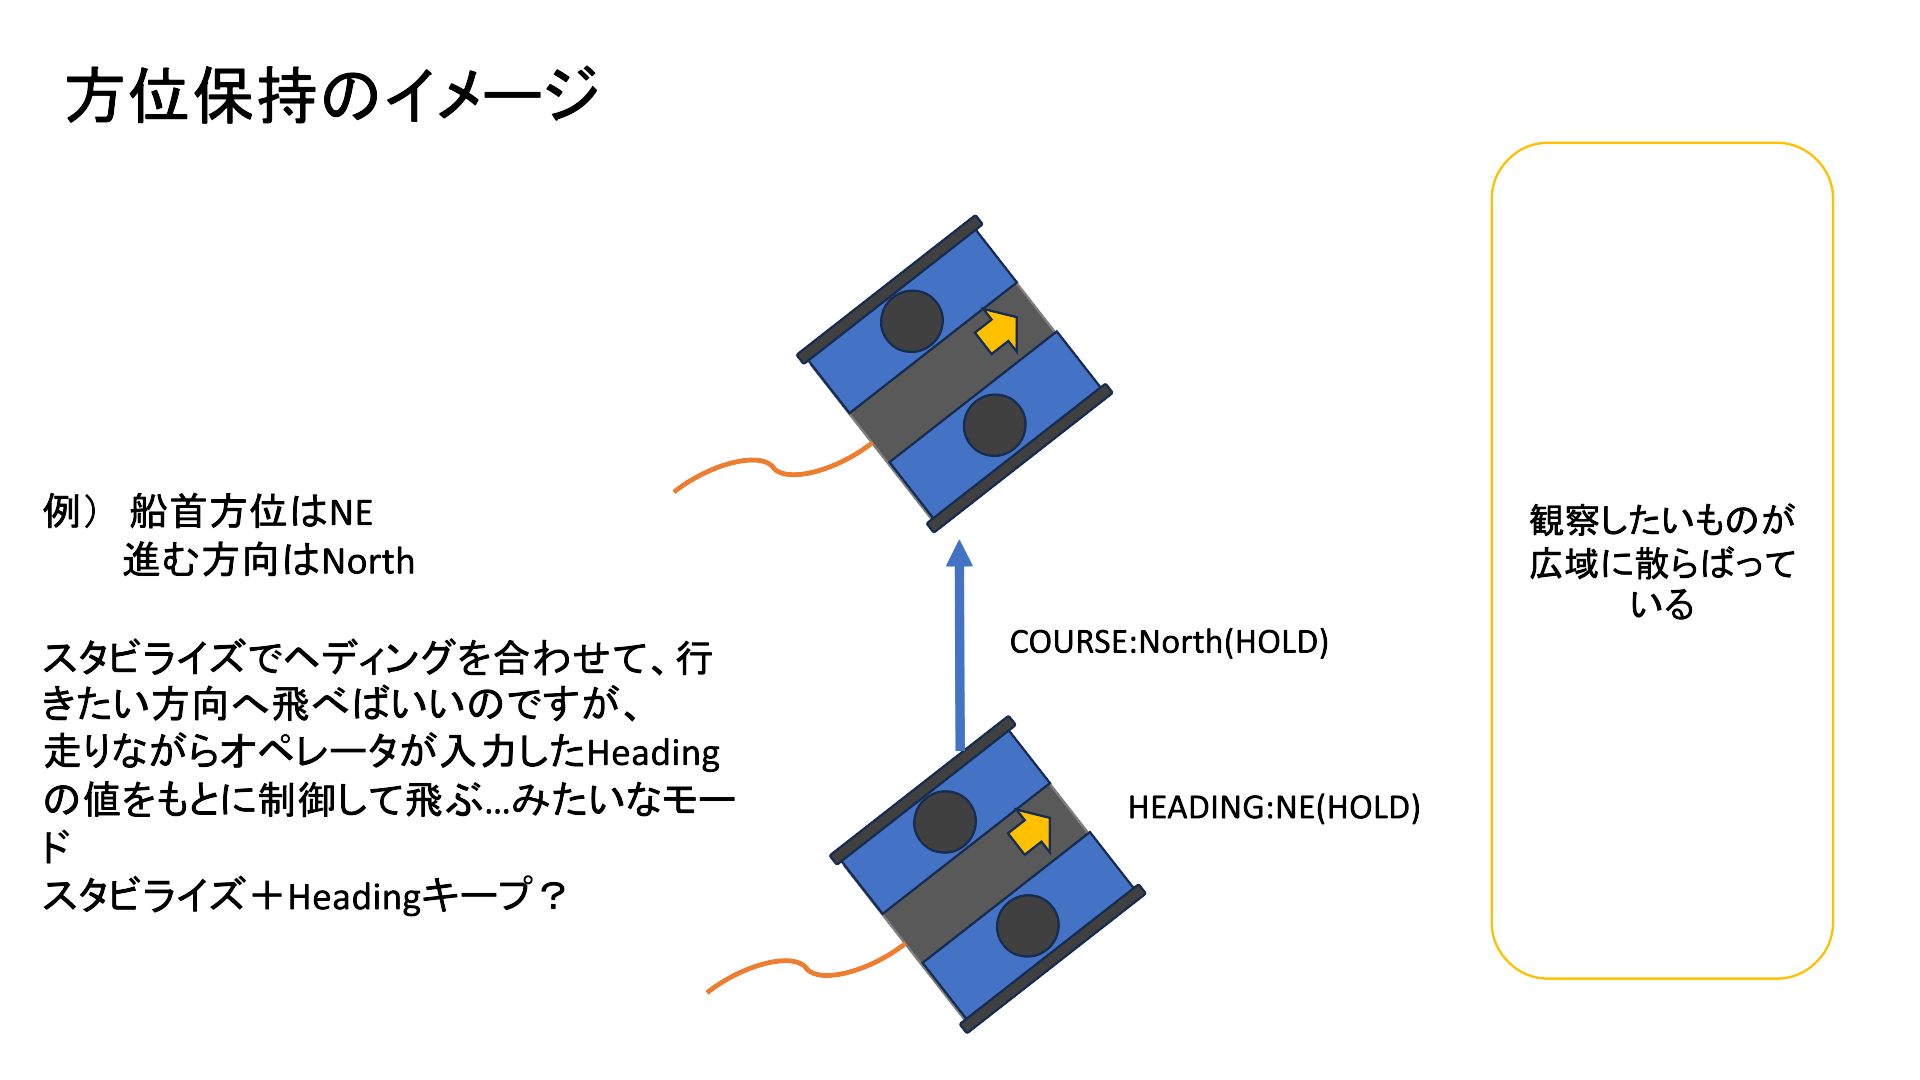 方位保持のイメージ
例） 船首方位はNE
進む方向はNorth
スタビライズでヘディングを合わせて、行
きたい方向へ飛べばいいのですが、
走りながらオペレータが入力したHeading
の値をもとに制御して飛ぶ…みたいなモー
ド
スタビライズ＋Headingキープ？
COURSE:North(HOLD)
HEADING:NE(HOLD)
観察したいものが
広域に散らばって
いる